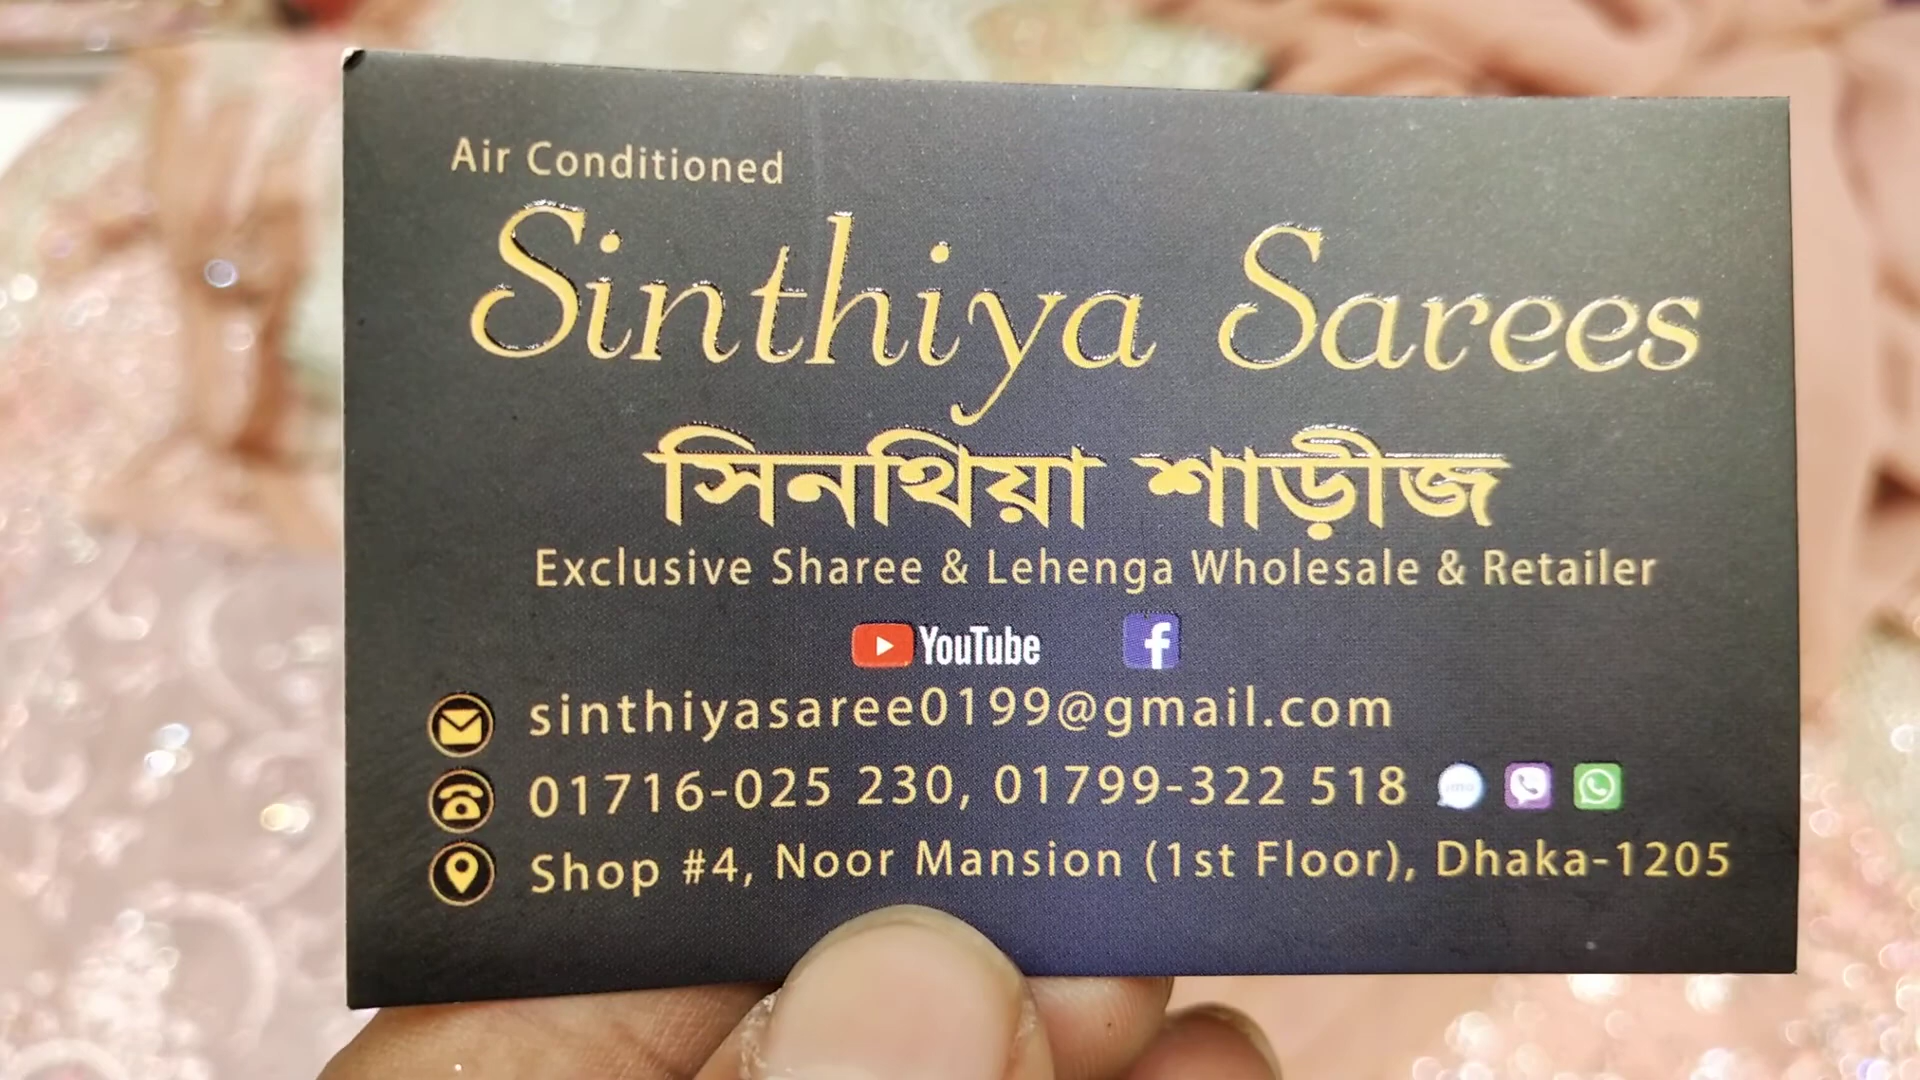 Air Conditioned
Sinthiya Sarees
সিনথিয়া শাড়ীজ
Exclusive Sharee & Lehenga Wholesale & Retailer
YouTube f
sinthiyasaree0199@gmail.com
01716-025 230, 01799-322 518 imo
Shop #4, Noor Mansion (1st Floor), Dhaka-1205